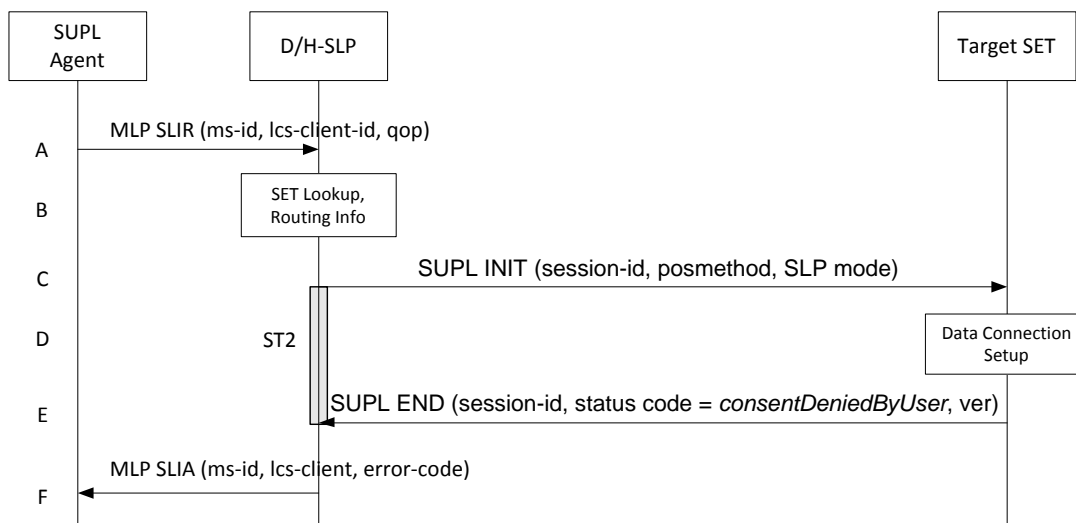 SUPL
Agent
D/H-SLP
Target SET
MLP SLIR (ms-id, lcs-client-id, qop)
A
SET Lookup,
Routing Info
B
SUPL INIT (session-id, posmethod, SLP mode)
C
D
ST2
Data Connection
Setup
SUPL END (session-id, status code = consentDeniedByUser, ver)
E
MLP SLIA (ms-id, lcs-client, error-code)
F